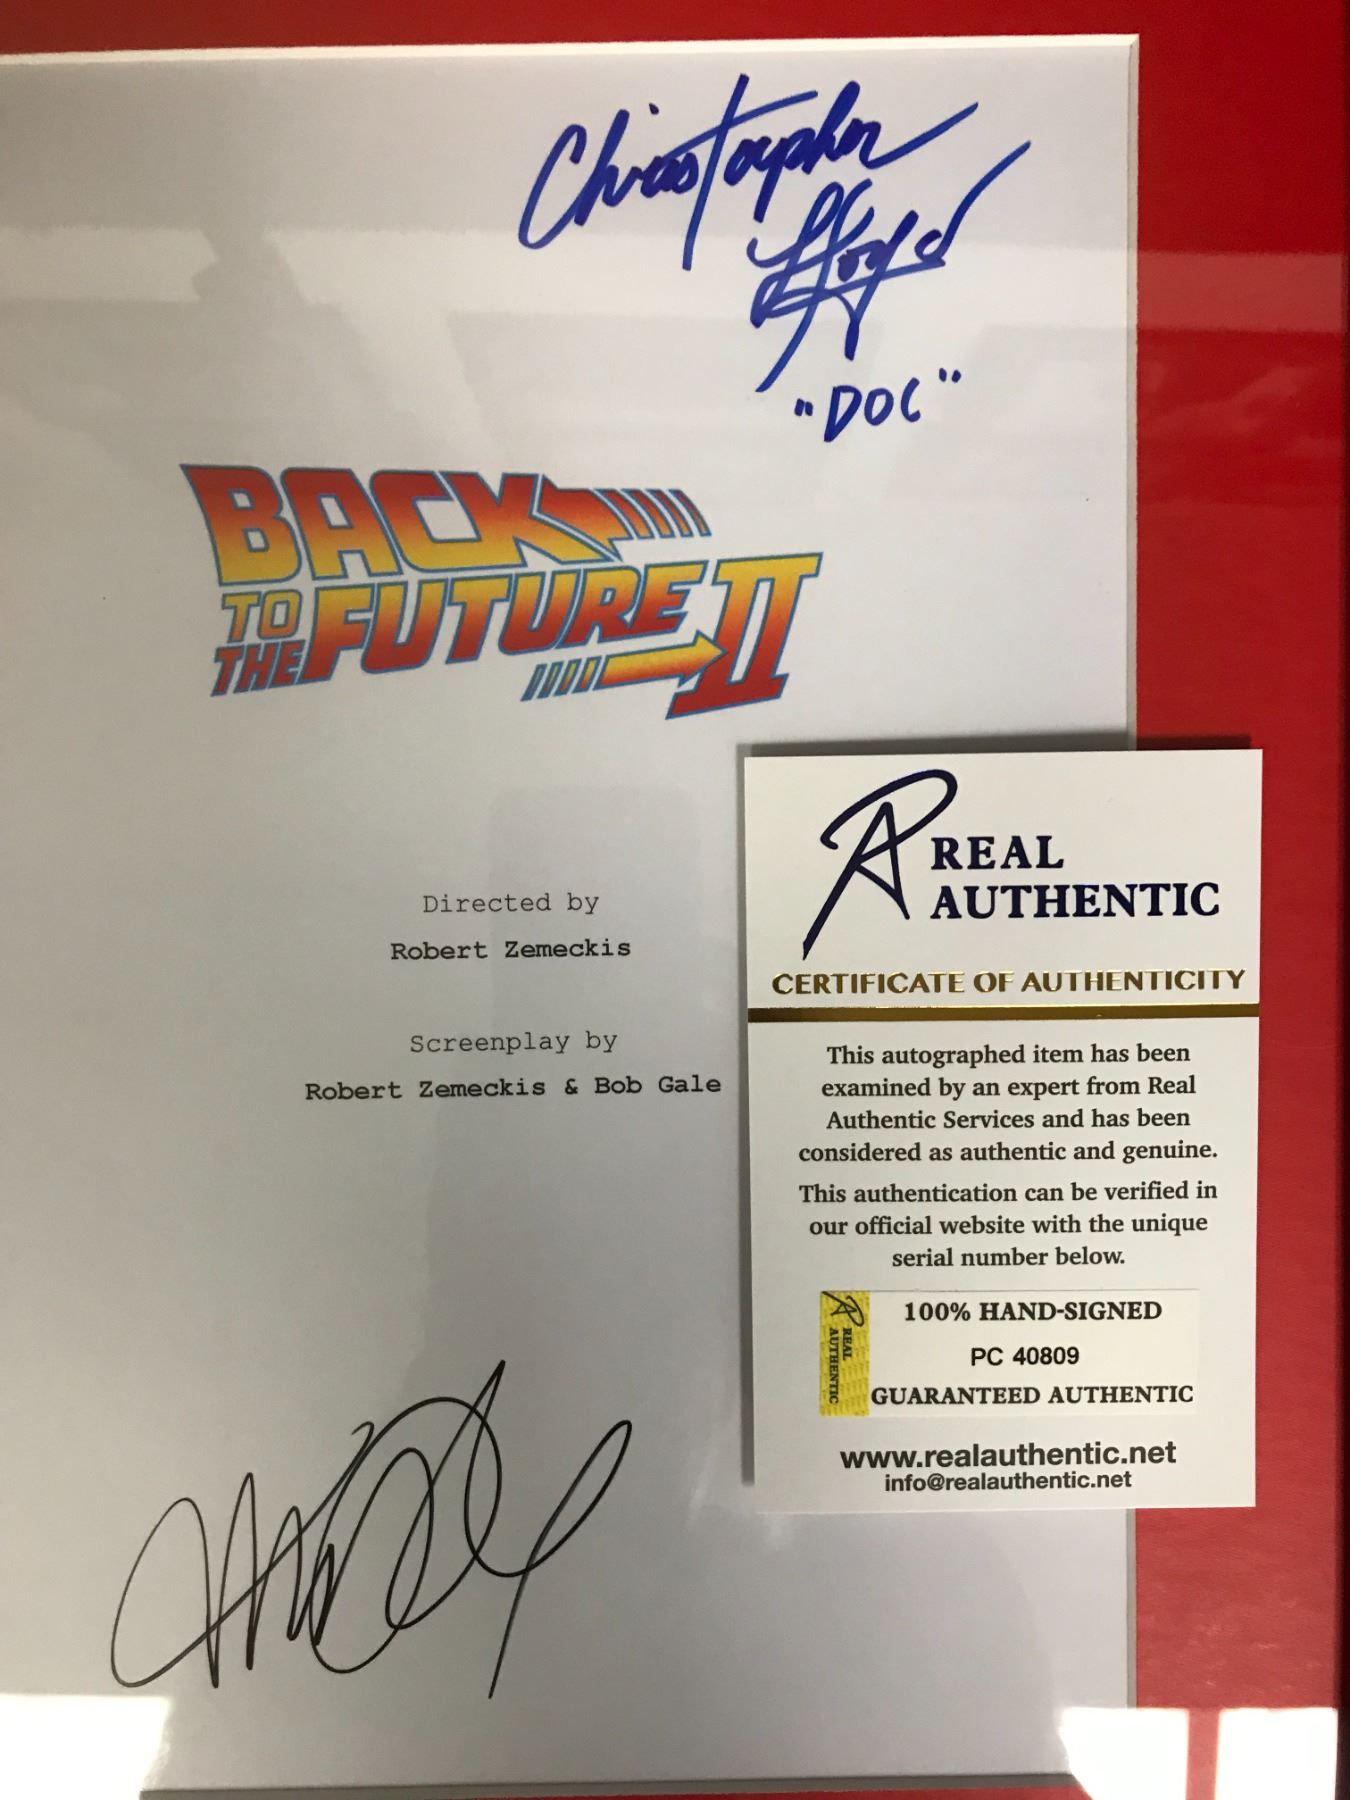 Christopher
Lloyd
"DOC"
BACK
TO
THE
FUTURE II
Directed by
Robert Zemeckis
Screenplay by
Robert Zemeckis & Bob Gale
REAL
AUTHENTIC
CERTIFICATE OF AUTHENTICITY
This autographed item has been
examined by an expert from Real
Authentic Services and has been
considered as authentic and genuine.
This authentication can be verified in
our official website with the unique
serial number below.
REAL
AUTHENTIC
100% HAND-SIGNED
PC 40809
GUARANTEED AUTHENTIC
www.realauthentic.net
info@realauthentic.net